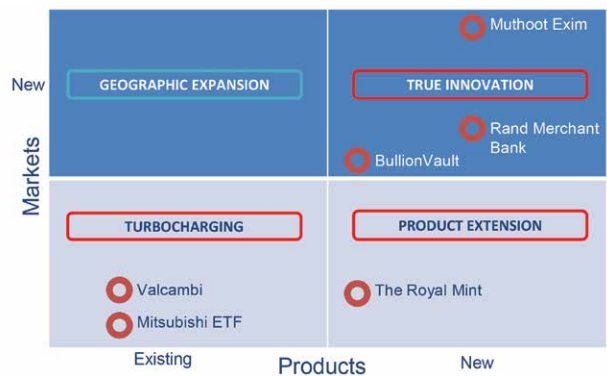 Muthoot Exim
New
GEOGRAPHIC EXPANSION
TRUE INNOVATION
Rand Merchant
Bank
BullionVault
Markets
TURBOCHARGING
PRODUCT EXTENSION
Valcambi
The Royal Mint
Mitsubishi ETF
Existing
Products
New